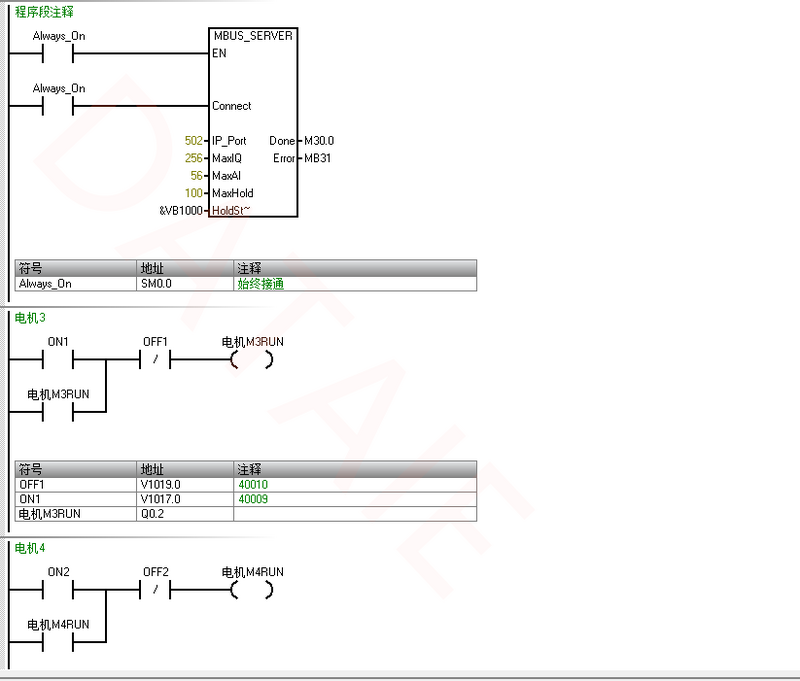 程序段注释
Always_On
MBUS_SERVER
EN
Always_On
Connect
502 IP_Port Done M30.0
256 MaxIQ Error MB31
56 MaxAI
100 MaxHold
&VB1000 HoldSt~
符号 地址 注释
Always_On SM0.0 始终接通
电机3
ON1 OFF1 电机M3RUN
/
电机M3RUN
符号 地址 注释
OFF1 V1019.0 40010
ON1 V1017.0 40009
电机M3RUN Q0.2
电机4
ON2 OFF2 电机M4RUN
/
电机M4RUN
DATAIE